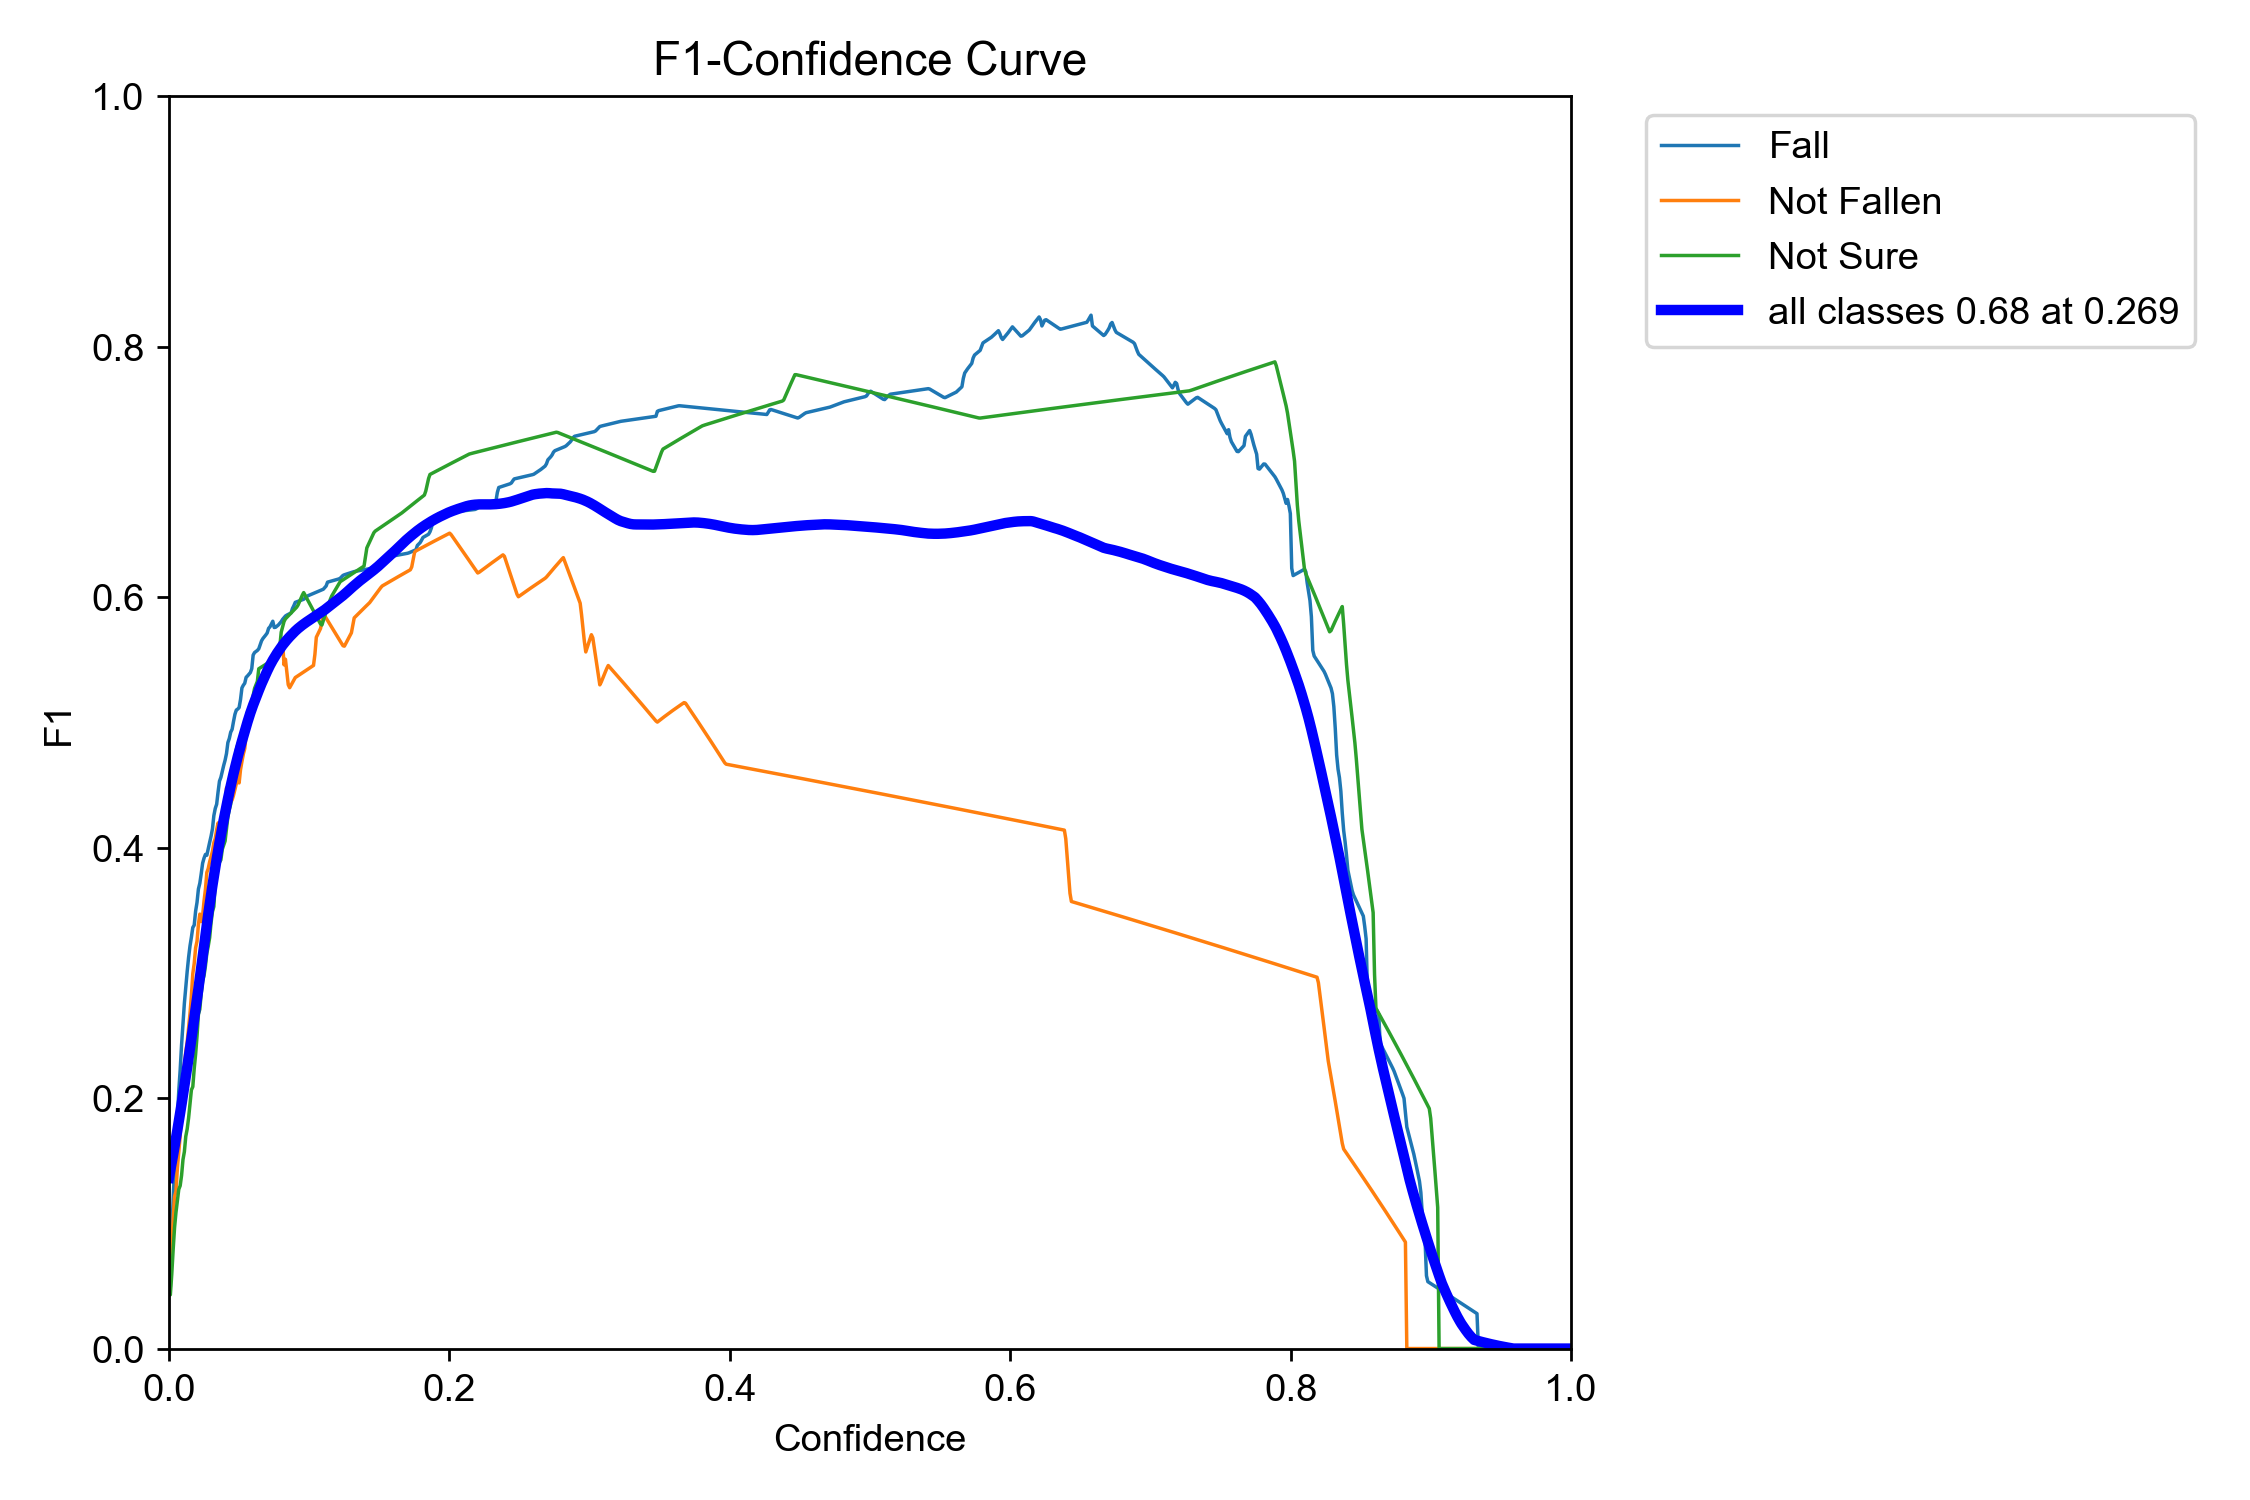 F1-Confidence Curve
1.0
0.8
0.6
0.4
0.2
0.0
F1
0.0 0.2 0.4 0.6 0.8 1.0
Confidence
Fall
Not Fallen
Not Sure
all classes 0.68 at 0.269